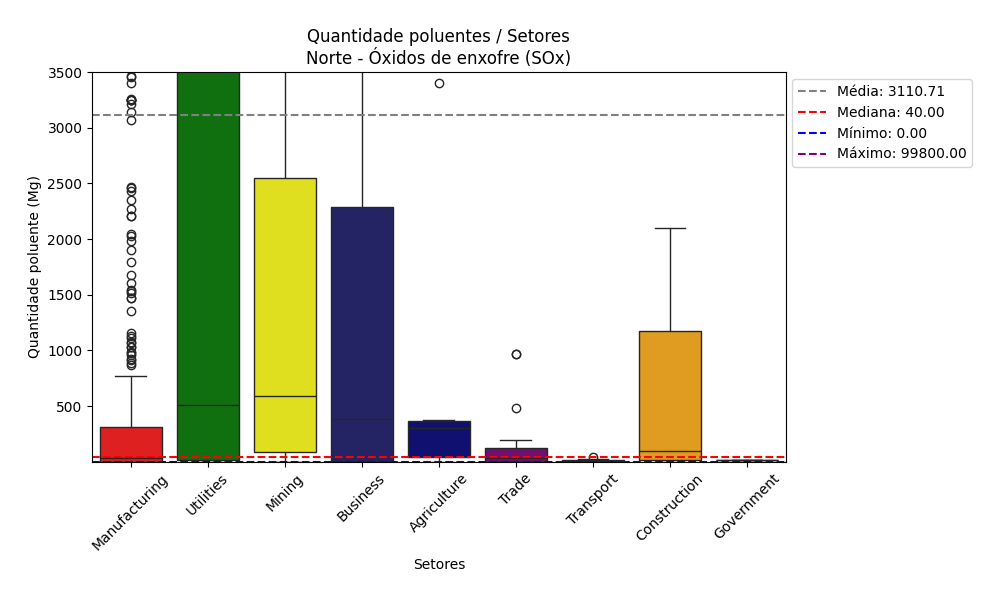 Quantidade poluentes / Setores
Norte - Óxidos de enxofre (SOx)
Média: 3110.71
Mediana: 40.00
Mínimo: 0.00
Máximo: 99800.00
Quantidade poluente (Mg)
3500
3000
2500
2000
1500
1000
500
Manufacturing
Utilities
Mining
Business
Agriculture
Trade
Transport
Construction
Government
Setores